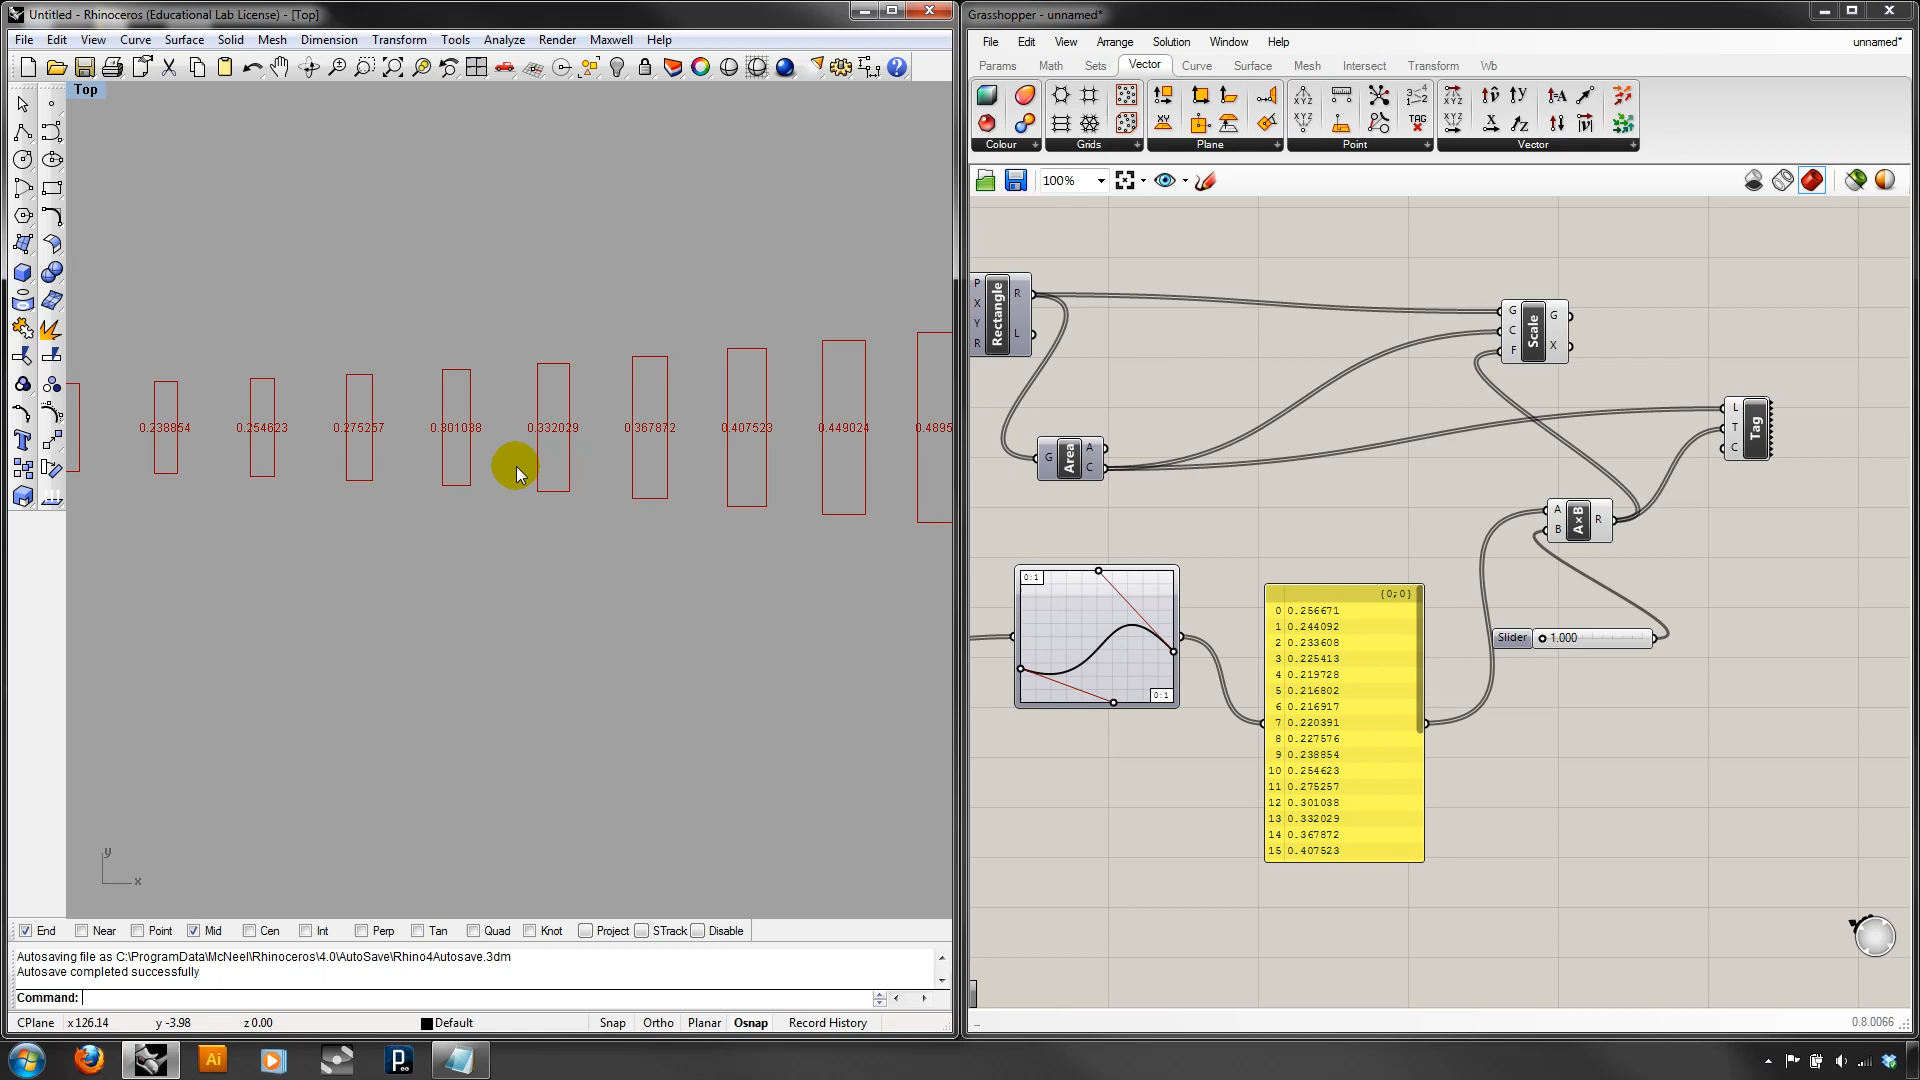 Untitled - Rhinoceros (Educational Lab License) - [Top]
File Edit View Curve Surface Solid Mesh Dimension Transform Tools Analyze Render Maxwell Help
Top
0.238854 0.254623 0.275257 0.301038 0.332029 0.367872 0.407523 0.449024 0.4895
y
x
End Near Point Mid Cen Int Perp Tan Quad Knot Project STrack Disable
Autosaving file as C:\ProgramData\McNeel\Rhinoceros\4.0\AutoSave\Rhino4Autosave.3dm
Autosave completed successfully
Command:
CPlane x 126.14 y -3.98 z 0.00 Default Snap Ortho Planar Osnap Record History
Grasshopper - unnamed*
File Edit View Arrange Solution Window Help unnamed*
Params Math Sets Vector Curve Surface Mesh Intersect Transform Wb
Colour Grids Plane Point Vector
100%
P X Y R Rectangle R L
G C F Scale G X
L T C Tag
G Area A C
A B A×B R
0:1
0:1
{0;0}
0 0.256671
1 0.244092
2 0.233608
3 0.225413
4 0.219728
5 0.216802
6 0.216917
7 0.220391
8 0.227576
9 0.238854
10 0.254623
11 0.275257
12 0.301038
13 0.332029
14 0.367872
15 0.407523
Slider 1.000
0.8.0066
Ai